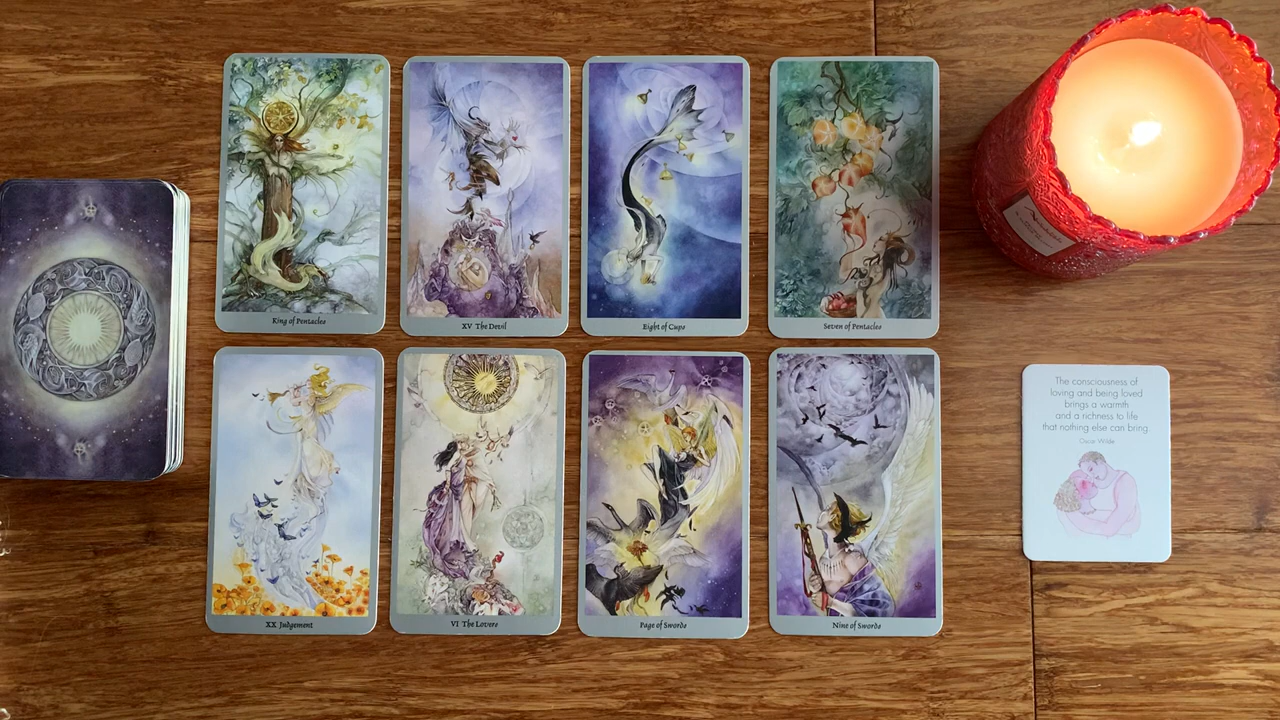 King of Pentacles
XV The Devil
Eight of Cups
Seven of Pentacles
XX Judgement
VI The Lovers
Page of Swords
Nine of Swords
The consciousness of
loving and being loved
brings a warmth
and a richness to life
that nothing else can bring.
Oscar Wilde